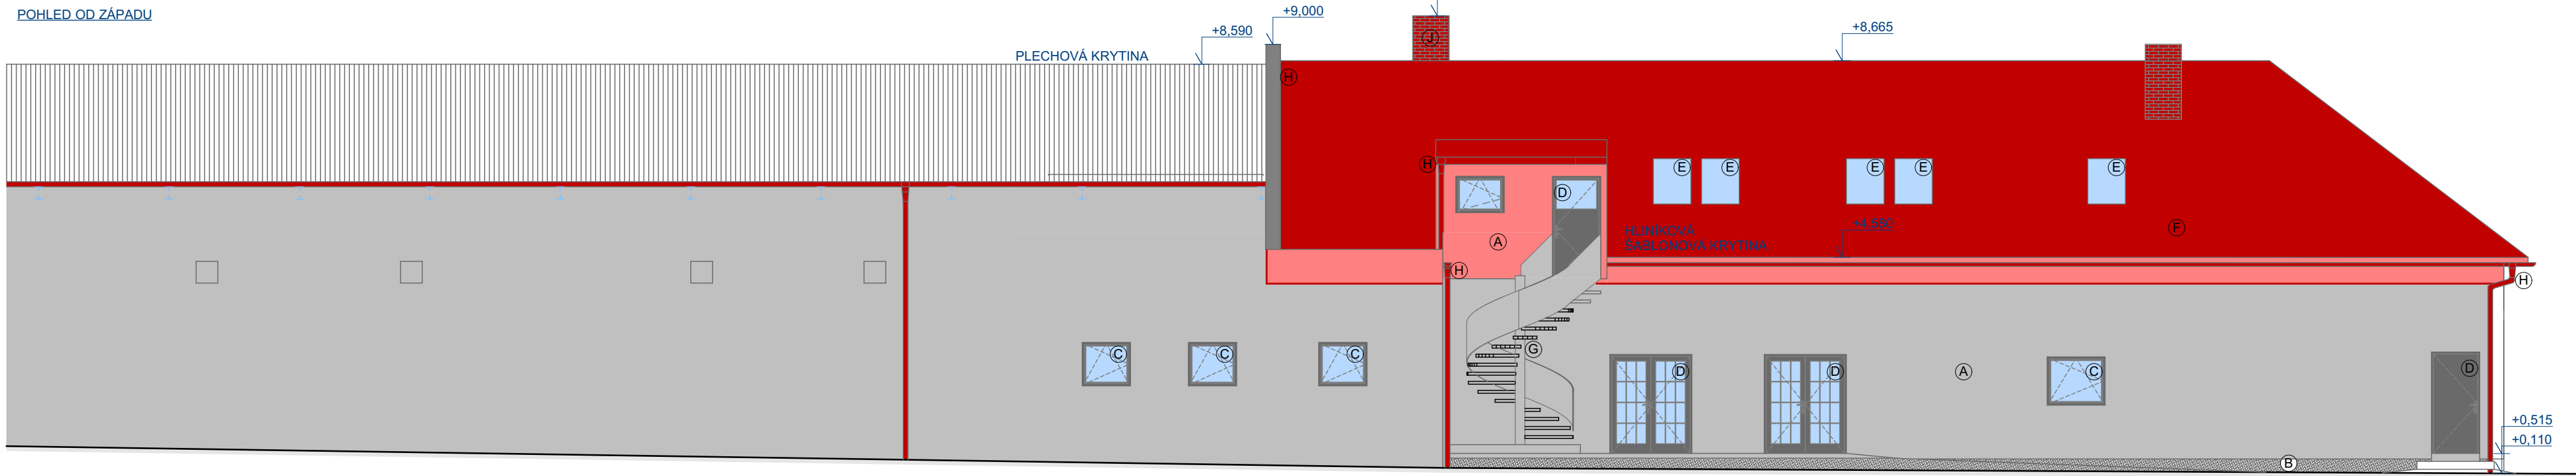 POHLED OD ZÁPADU
+9,000
+8,590
+8,665
PLECHOVÁ KRYTINA
J
H
H
D
E
E
E
E
E
A
F
HLINÍKOVÁ
ŠABLONOVÁ KRYTINA
+4,580
H
H
C
C
C
G
D
D
A
C
D
+0,515
+0,110
B